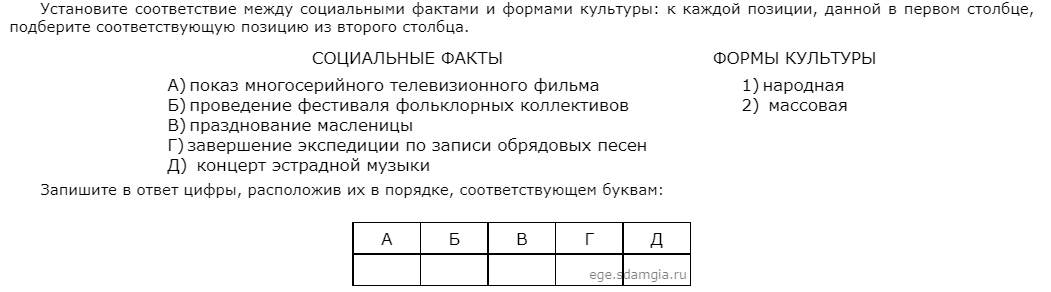 Установите соответствие между социальными фактами и формами культуры: к каждой позиции, данной в первом столбце,
подберите соответствующую позицию из второго столбца.
СОЦИАЛЬНЫЕ ФАКТЫ
А) показ многосерийного телевизионного фильма
Б) проведение фестиваля фольклорных коллективов
В) празднование масленицы
Г) завершение экспедиции по записи обрядовых песен
Д) концерт эстрадной музыки
ФОРМЫ КУЛЬТУРЫ
1) народная
2) массовая
Запишите в ответ цифры, расположив их в порядке, соответствующем буквам:
А Б В Г Д
ege.sdamgia.ru